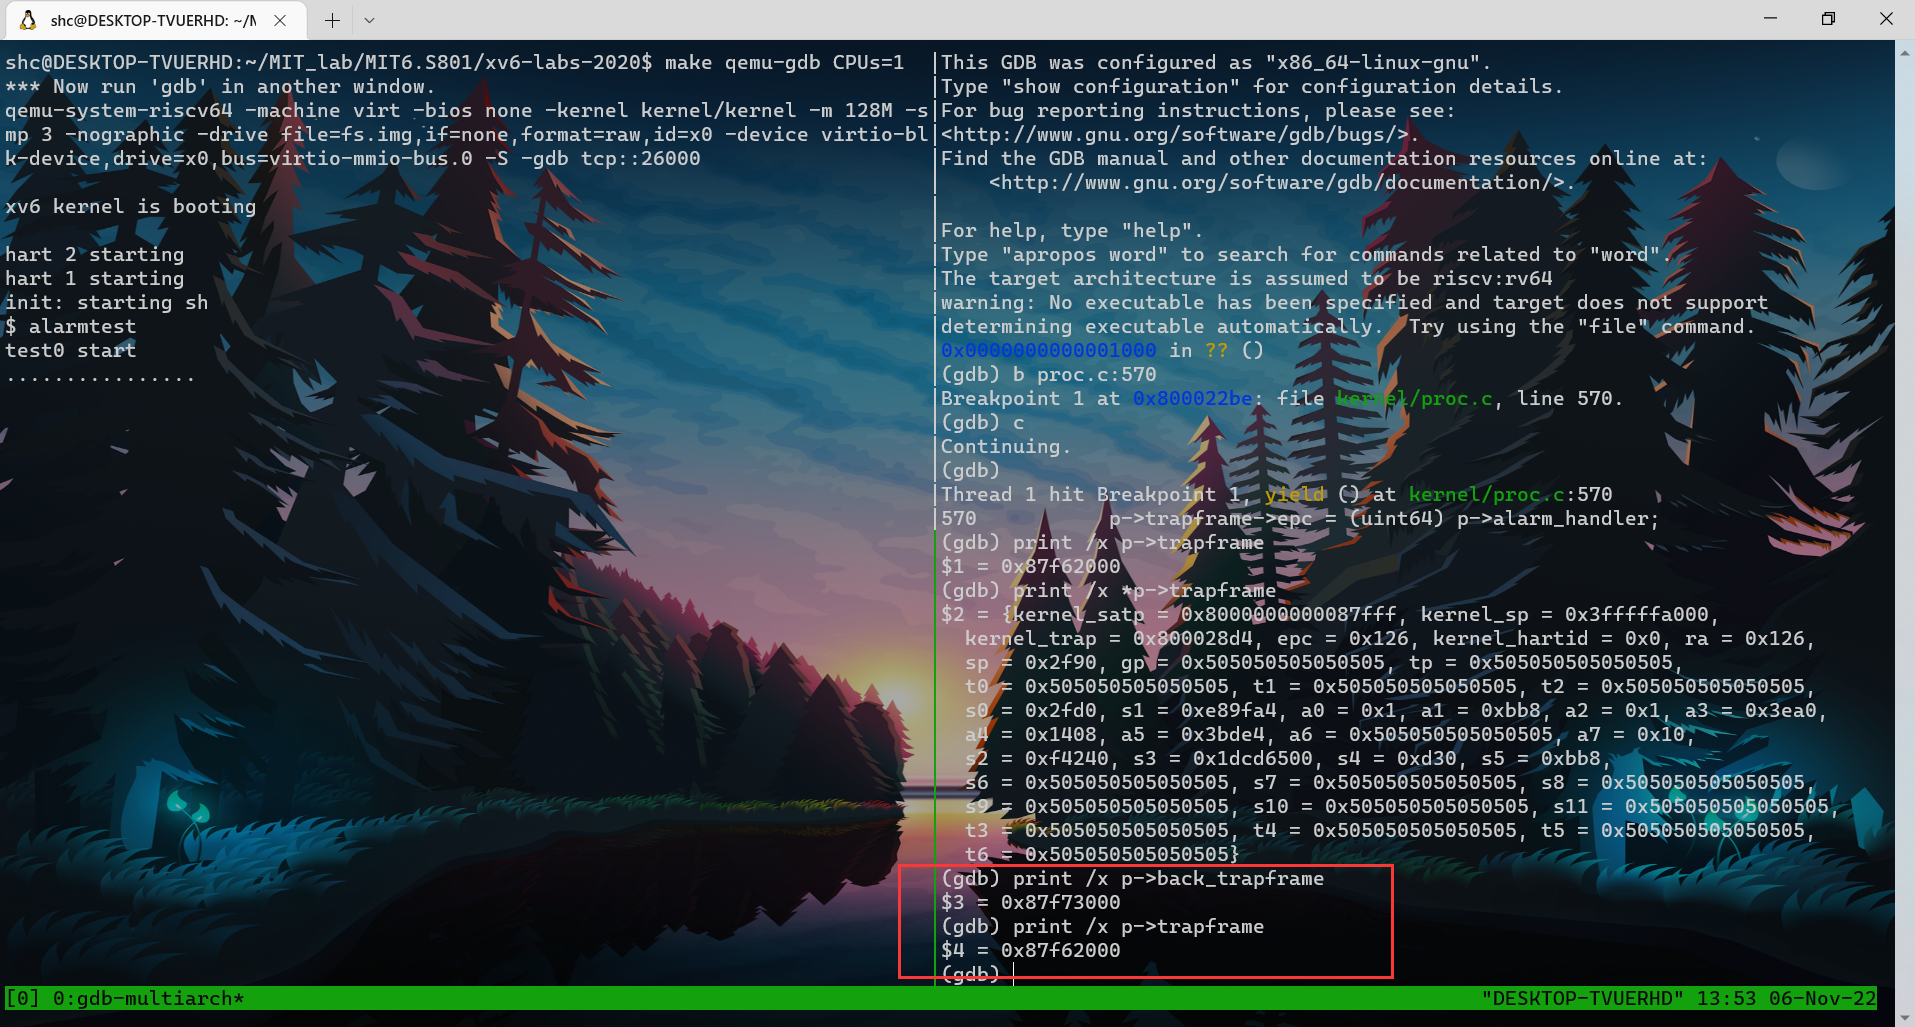 shc@DESKTOP-TVUERHD: ~/M
shc@DESKTOP-TVUERHD:~/MIT_lab/MIT6.S801/xv6-labs-2020$ make qemu-gdb CPUs=1
*** Now run 'gdb' in another window.
qemu-system-riscv64 -machine virt -bios none -kernel kernel/kernel -m 128M -s
mp 3 -nographic -drive file=fs.img,if=none,format=raw,id=x0 -device virtio-bl
k-device,drive=x0,bus=virtio-mmio-bus.0 -S -gdb tcp::26000
xv6 kernel is booting
hart 2 starting
hart 1 starting
init: starting sh
$ alarmtest
test0 start
................
This GDB was configured as "x86_64-linux-gnu".
Type "show configuration" for configuration details.
For bug reporting instructions, please see:
<http://www.gnu.org/software/gdb/bugs/>.
Find the GDB manual and other documentation resources online at:
    <http://www.gnu.org/software/gdb/documentation/>.
For help, type "help".
Type "apropos word" to search for commands related to "word".
The target architecture is assumed to be riscv:rv64
warning: No executable has been specified and target does not support
determining executable automatically.  Try using the "file" command.
0x0000000000001000 in ?? ()
(gdb) b proc.c:570
Breakpoint 1 at 0x800022be: file kernel/proc.c, line 570.
(gdb) c
Continuing.
(gdb)
Thread 1 hit Breakpoint 1, yield () at kernel/proc.c:570
570           p->trapframe->epc = (uint64) p->alarm_handler;
(gdb) print /x p->trapframe
$1 = 0x87f62000
(gdb) print /x *p->trapframe
$2 = {kernel_satp = 0x8000000000087fff, kernel_sp = 0x3fffffa000,
  kernel_trap = 0x800028d4, epc = 0x126, kernel_hartid = 0x0, ra = 0x126,
  sp = 0x2f90, gp = 0x505050505050505, tp = 0x505050505050505,
  t0 = 0x505050505050505, t1 = 0x505050505050505, t2 = 0x505050505050505,
  s0 = 0x2fd0, s1 = 0xe89fa4, a0 = 0x1, a1 = 0xbb8, a2 = 0x1, a3 = 0x3ea0,
  a4 = 0x1408, a5 = 0x3bde4, a6 = 0x505050505050505, a7 = 0x10,
  s2 = 0xf4240, s3 = 0x1dcd6500, s4 = 0xd30, s5 = 0xbb8,
  s6 = 0x505050505050505, s7 = 0x505050505050505, s8 = 0x505050505050505,
  s9 = 0x505050505050505, s10 = 0x505050505050505, s11 = 0x505050505050505,
  t3 = 0x505050505050505, t4 = 0x505050505050505, t5 = 0x505050505050505,
  t6 = 0x505050505050505}
(gdb) print /x p->back_trapframe
$3 = 0x87f73000
(gdb) print /x p->trapframe
$4 = 0x87f62000
(gdb)
[0] 0:gdb-multiarch*
"DESKTOP-TVUERHD" 13:53 06-Nov-22